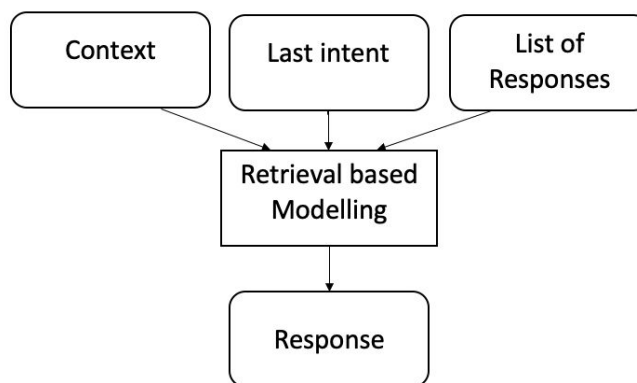 Context
Last intent
List of
Responses
Retrieval based
Modelling
Response